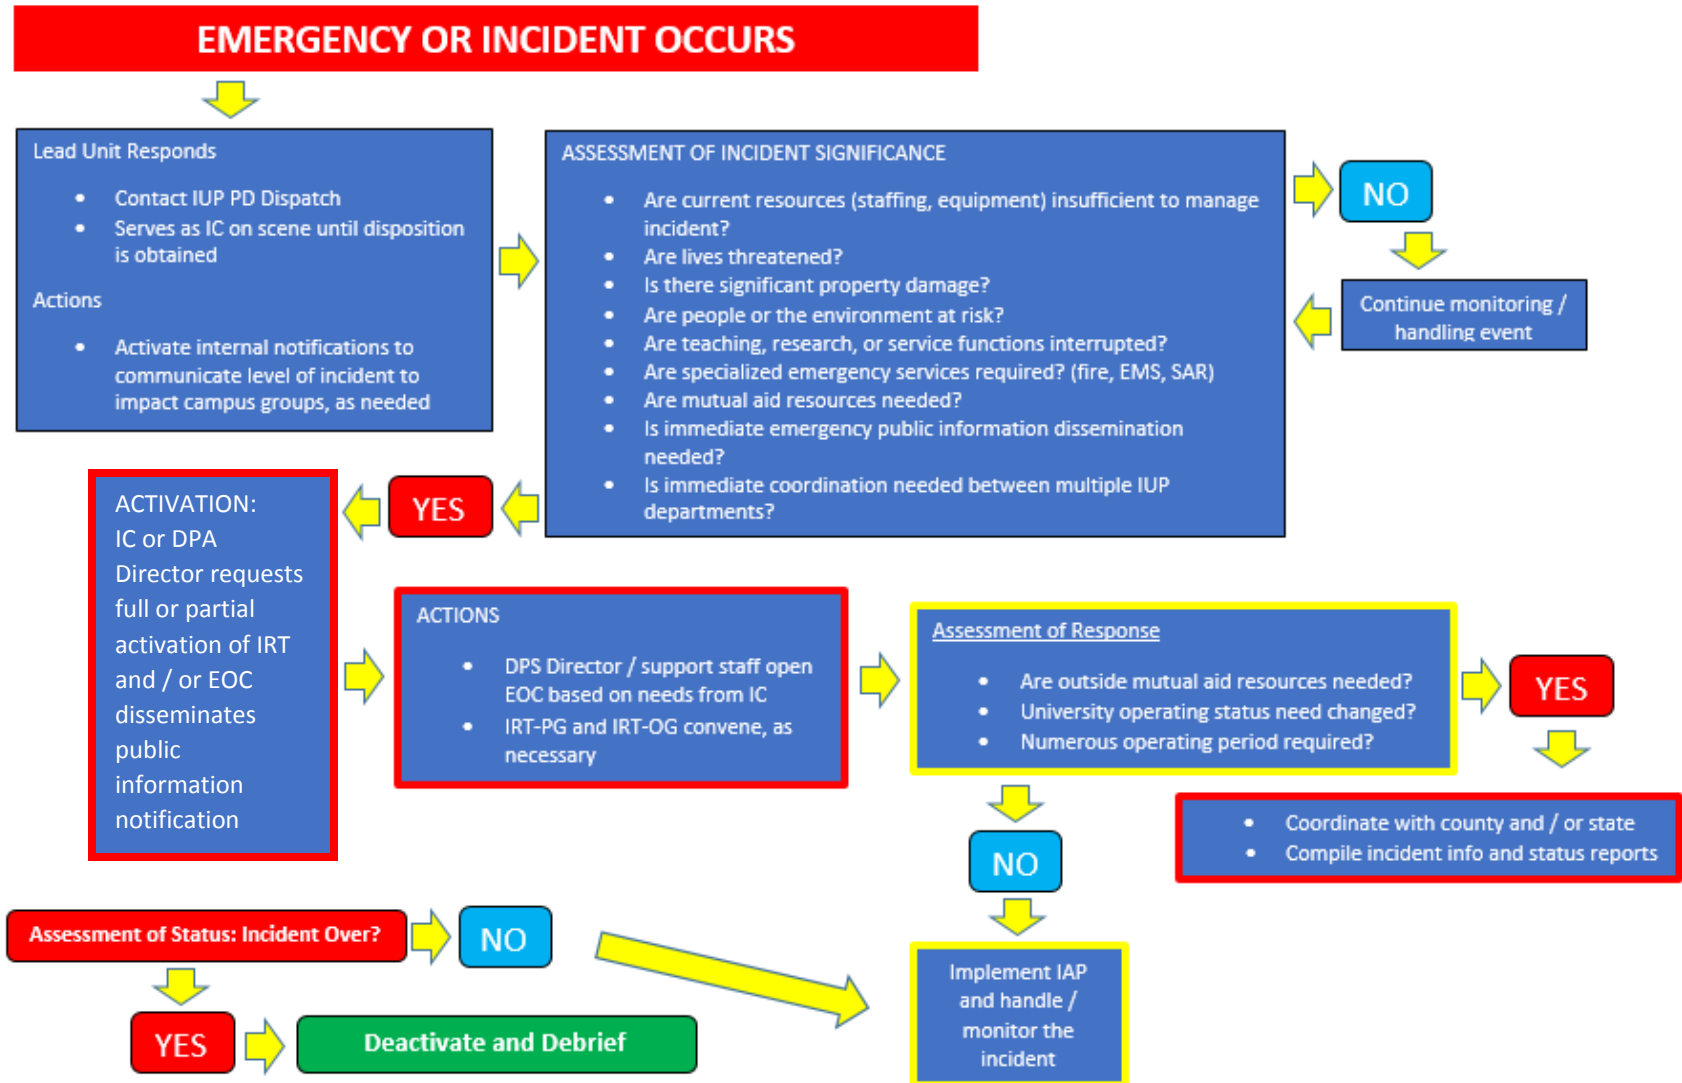 EMERGENCY OR INCIDENT OCCURS
Lead Unit Responds
• Contact IUP PD Dispatch
• Serves as IC on scene until disposition
is obtained
Actions
• Activate internal notifications to
communicate level of incident to
impact campus groups, as needed
ASSESSMENT OF INCIDENT SIGNIFICANCE
• Are current resources (staffing, equipment) insufficient to manage
incident?
• Are lives threatened?
• Is there significant property damage?
• Are people or the environment at risk?
• Are teaching, research, or service functions interrupted?
• Are specialized emergency services required? (fire, EMS, SAR)
• Are mutual aid resources needed?
• Is immediate emergency public information dissemination
needed?
• Is immediate coordination needed between multiple IUP
departments?
NO
Continue monitoring /
handling event
YES
ACTIVATION:
IC or DPA
Director requests
full or partial
activation of IRT
and / or EOC
disseminates
public
information
notification
ACTIONS
• DPS Director / support staff open
EOC based on needs from IC
• IRT-PG and IRT-OG convene, as
necessary
Assessment of Response
• Are outside mutual aid resources needed?
• University operating status need changed?
• Numerous operating period required?
YES
• Coordinate with county and / or state
• Compile incident info and status reports
NO
Implement IAP
and handle /
monitor the
incident
Assessment of Status: Incident Over?
NO
YES
Deactivate and Debrief